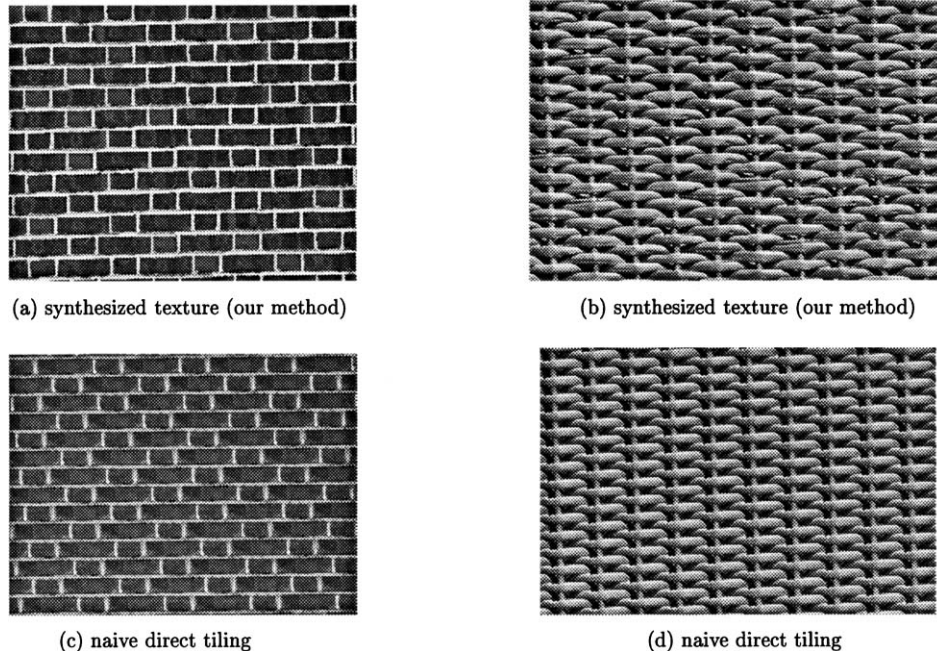 (a) synthesized texture (our method)
(b) synthesized texture (our method)
(c) naive direct tiling
(d) naive direct tiling